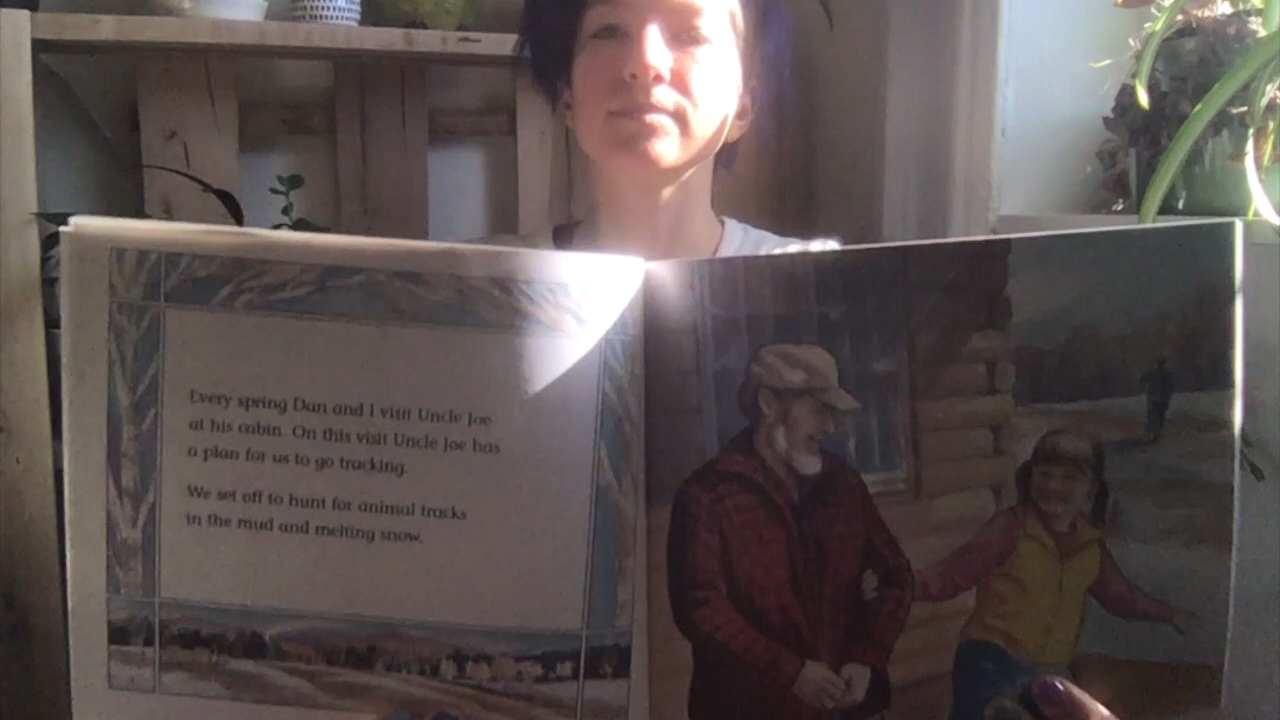 Every spring Dan and I visit Uncle Joe
at his cabin. On this visit Uncle Joe has
a plan for us to go tracking.
We set off to hunt for animal tracks
in the mud and melting snow.